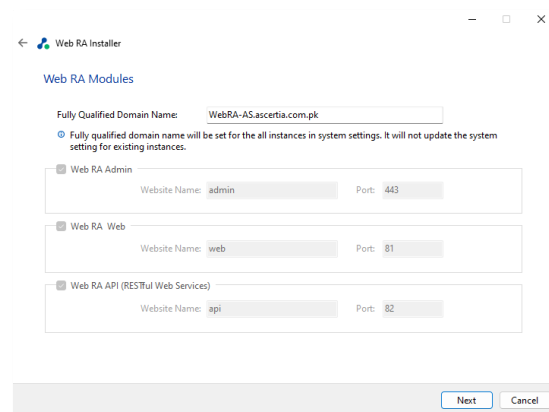 Web RA Installer
Web RA Modules
Fully Qualified Domain Name: WebRA-AS.ascertia.com.pk
Fully qualified domain name will be set for the all instances in system settings. It will not update the system
setting for existing instances.
Web RA Admin
Website Name: admin Port: 443
Web RA Web
Website Name: web Port: 81
Web RA API (RESTful Web Services)
Website Name: api Port: 82
Next Cancel